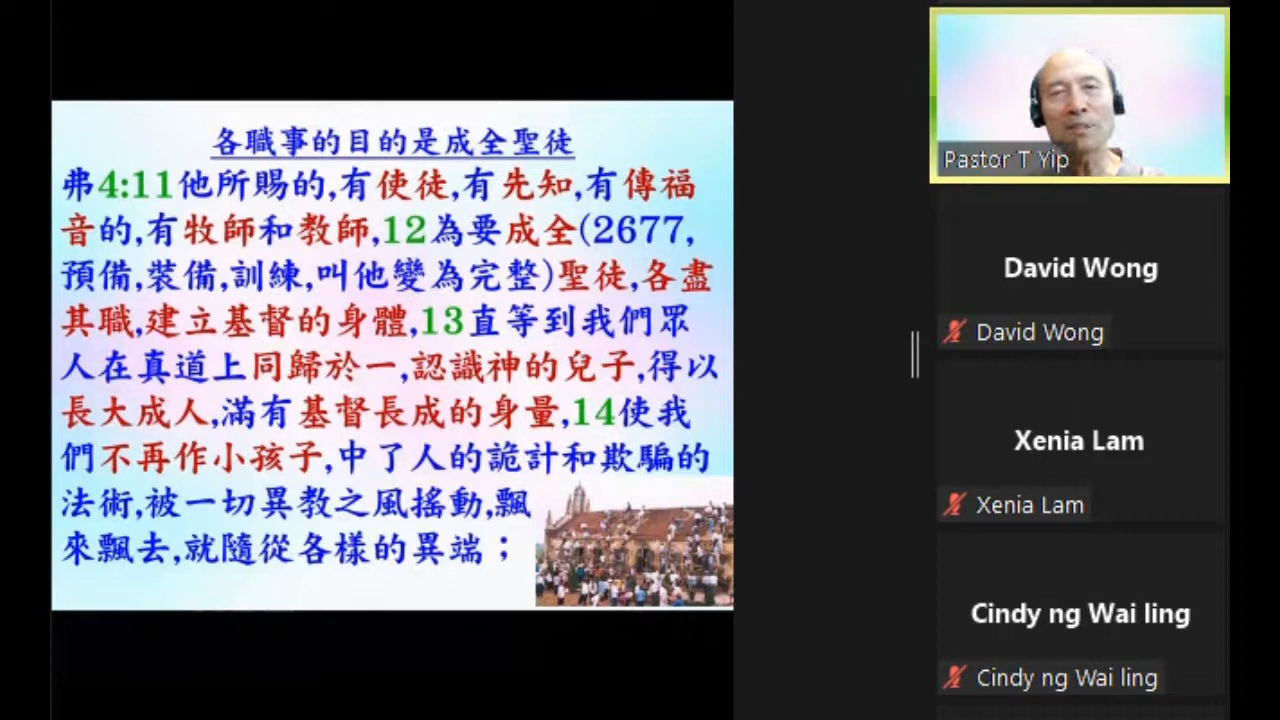 各職事的目的是成全聖徒
弗4:11他所賜的,有使徒,有先知,有傳福
音的,有牧師和教師,12為要成全(2677,
預備,裝備,訓練,叫他變為完整)聖徒,各盡
其職,建立基督的身體,13直等到我們眾
人在真道上同歸於一,認識神的兒子,得以
長大成人,滿有基督長成的身量,14使我
們不再作小孩子,中了人的詭計和欺騙的
法術,被一切異教之風搖動,飄
來飄去,就隨從各樣的異端；
Pastor T Yip
David Wong
David Wong
Xenia Lam
Xenia Lam
Cindy ng Wai ling
Cindy ng Wai ling